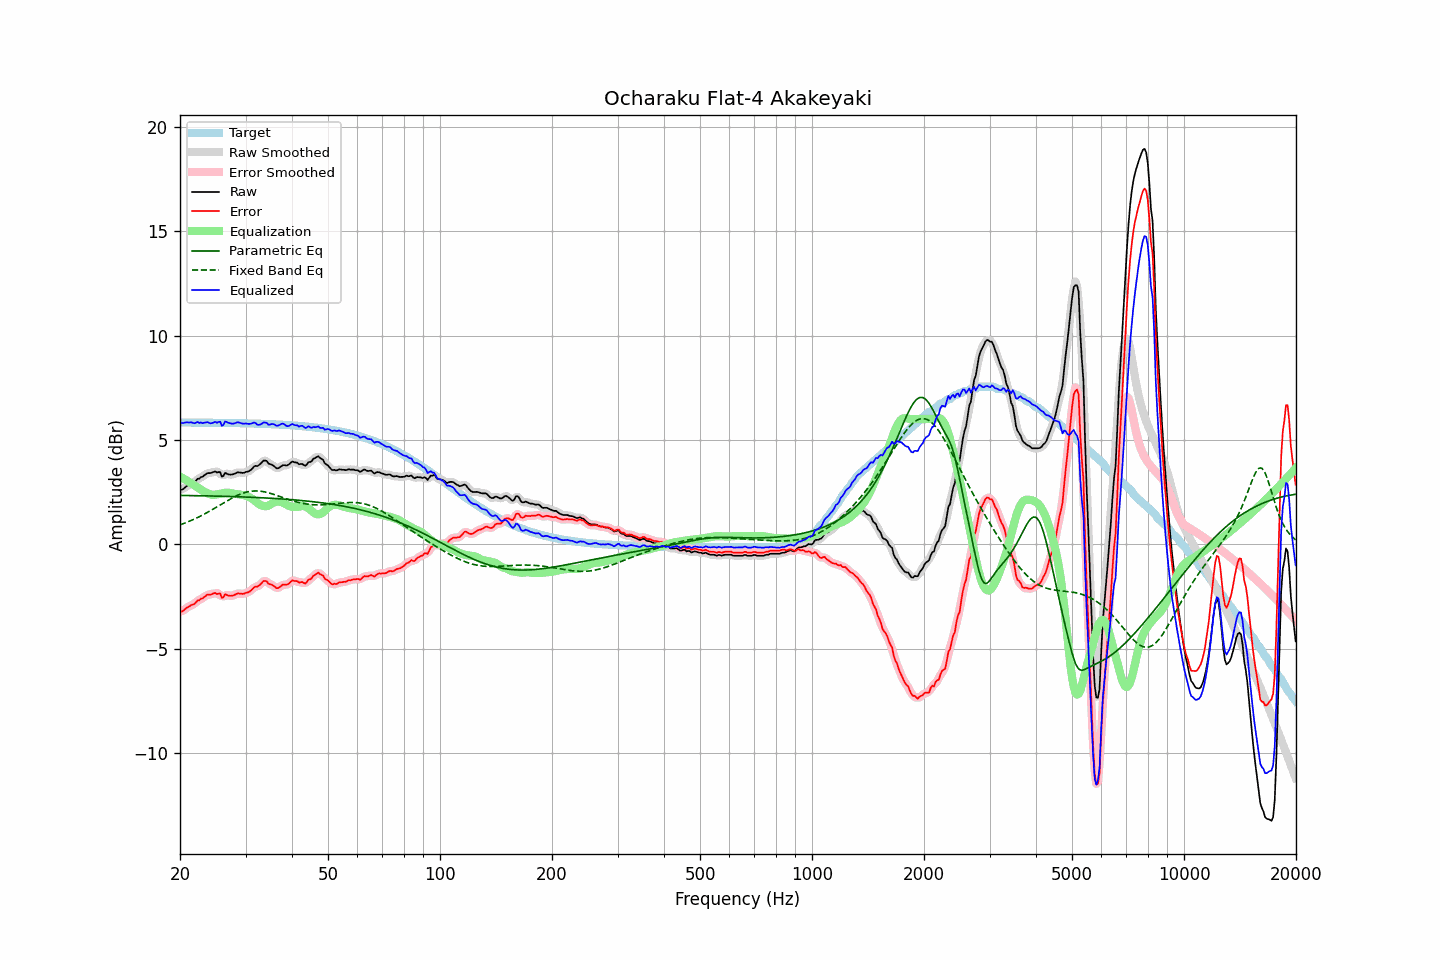 Ocharaku Flat-4 Akakeyaki
Target
Raw Smoothed
Error Smoothed
Raw
Error
Equalization
Parametric Eq
Fixed Band Eq
Equalized
20
15
10
5
0
−5
−10
Amplitude (dBr)
20 50 100 200 500 1000 2000 5000 10000 20000
Frequency (Hz)